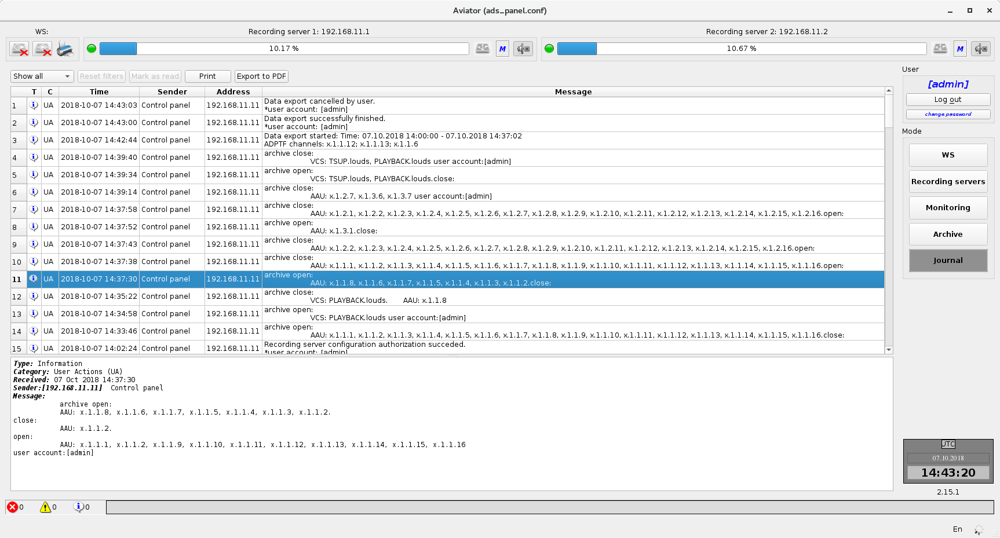 Aviator (ads_panel.conf)
WS:
Recording server 1: 192.168.11.1
Recording server 2: 192.168.11.2
10.17 %
M
10.67 %
M
Show all
Reset filters
Mark as read
Print
Export to PDF
User
[admin]
Log out
change password
Mode
WS
Recording servers
Monitoring
Archive
Journal
T C Time Sender Address Message
1 UA 2018-10-07 14:43:03 Control panel 192.168.11.11 Data export cancelled by user.
*user account: [admin]
2 UA 2018-10-07 14:43:00 Control panel 192.168.11.11 Data export successfully finished.
*user account: [admin]
3 UA 2018-10-07 14:42:44 Control panel 192.168.11.11 Data export started: Time: 07.10.2018 14:00:00 - 07.10.2018 14:37:02
ADPTF channels: x.1.1.12; x.1.1.13; x.1.1.6
4 UA 2018-10-07 14:39:40 Control panel 192.168.11.11 archive close:
VCS: TSUP.louds, PLAYBACK.louds user account:[admin]
5 UA 2018-10-07 14:39:34 Control panel 192.168.11.11 archive open:
VCS: TSUP.louds, PLAYBACK.louds.close:
6 UA 2018-10-07 14:39:14 Control panel 192.168.11.11 archive close:
AAU: x.1.2.7, x.1.3.6, x.1.3.7 user account:[admin]
7 UA 2018-10-07 14:37:58 Control panel 192.168.11.11 archive close:
AAU: x.1.2.1, x.1.2.2, x.1.2.3, x.1.2.4, x.1.2.5, x.1.2.6, x.1.2.7, x.1.2.8, x.1.2.9, x.1.2.10, x.1.2.11, x.1.2.12, x.1.2.13, x.1.2.14, x.1.2.15, x.1.2.16.open:
8 UA 2018-10-07 14:37:52 Control panel 192.168.11.11 archive open:
AAU: x.1.3.1.close:
9 UA 2018-10-07 14:37:43 Control panel 192.168.11.11 archive close:
AAU: x.1.2.2, x.1.2.3, x.1.2.4, x.1.2.5, x.1.2.6, x.1.2.7, x.1.2.8, x.1.2.9, x.1.2.10, x.1.2.11, x.1.2.12, x.1.2.13, x.1.2.14, x.1.2.15, x.1.2.16.open:
10 UA 2018-10-07 14:37:38 Control panel 192.168.11.11 archive close:
AAU: x.1.1.1, x.1.1.2, x.1.1.3, x.1.1.4, x.1.1.5, x.1.1.6, x.1.1.7, x.1.1.8, x.1.1.9, x.1.1.10, x.1.1.11, x.1.1.12, x.1.1.13, x.1.1.14, x.1.1.15, x.1.1.16.open:
11 UA 2018-10-07 14:37:30 Control panel 192.168.11.11 archive open:
AAU: x.1.1.8, x.1.1.6, x.1.1.7, x.1.1.5, x.1.1.4, x.1.1.3, x.1.1.2.close:
12 UA 2018-10-07 14:35:22 Control panel 192.168.11.11 archive close:
VCS: PLAYBACK.louds. AAU: x.1.1.8
13 UA 2018-10-07 14:34:58 Control panel 192.168.11.11 archive open:
VCS: PLAYBACK.louds user account:[admin]
14 UA 2018-10-07 14:33:46 Control panel 192.168.11.11 archive open:
AAU: x.1.1.1, x.1.1.2, x.1.1.3, x.1.1.4, x.1.1.5, x.1.1.6, x.1.1.7, x.1.1.8, x.1.1.9, x.1.1.10, x.1.1.11, x.1.1.12, x.1.1.13, x.1.1.14, x.1.1.15, x.1.1.16.close:
15 UA 2018-10-07 14:02:24 Control panel 192.168.11.11 Recording server configuration authorization succeded.
*user account: [admin]
Type: Information
Category: User Actions (UA)
Received: 07 Oct 2018 14:37:30
Sender:[192.168.11.11] Control panel
Message:
archive open:
AAU: x.1.1.8, x.1.1.6, x.1.1.7, x.1.1.5, x.1.1.4, x.1.1.3, x.1.1.2.
close:
AAU: x.1.1.2.
open:
AAU: x.1.1.1, x.1.1.2, x.1.1.9, x.1.1.10, x.1.1.11, x.1.1.12, x.1.1.13, x.1.1.14, x.1.1.15, x.1.1.16
user account:[admin]
UTC
07.10.2018
14:43:20
2.15.1
0
0
0
En